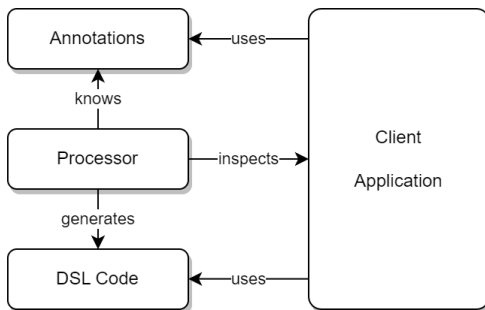 Annotations
uses
knows
Client
Application
Processor
inspects
generates
DSL Code
uses